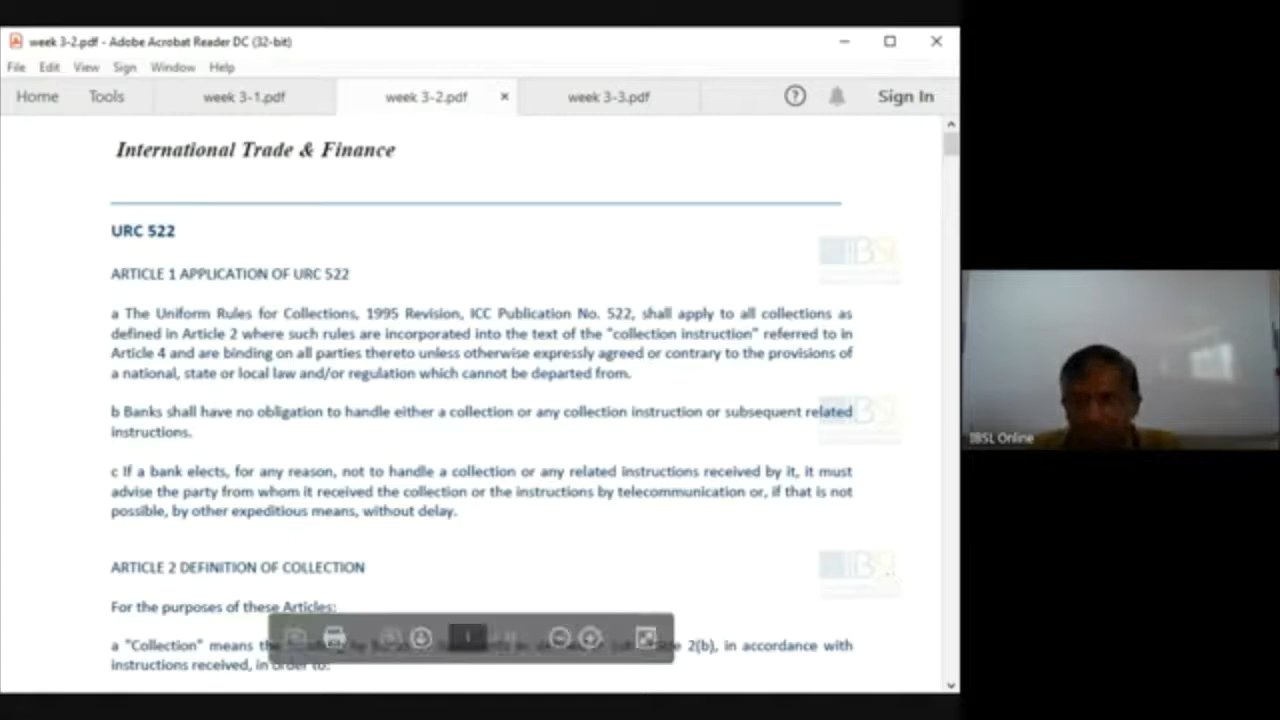 week 3-2.pdf - Adobe Acrobat Reader DC (32-bit)
File Edit View Sign Window Help
Home Tools week 3-1.pdf week 3-2.pdf × week 3-3.pdf ? Sign In
International Trade & Finance
URC 522
ARTICLE 1 APPLICATION OF URC 522
a The Uniform Rules for Collections, 1995 Revision, ICC Publication No. 522, shall apply to all collections as
defined in Article 2 where such rules are incorporated into the text of the "collection instruction" referred to in
Article 4 and are binding on all parties thereto unless otherwise expressly agreed or contrary to the provisions of
a national, state or local law and/or regulation which cannot be departed from.
b Banks shall have no obligation to handle either a collection or any collection instruction or subsequent related
instructions.
c If a bank elects, for any reason, not to handle a collection or any related instructions received by it, it must
advise the party from whom it received the collection or the instructions by telecommunication or, if that is not
possible, by other expeditious means, without delay.
ARTICLE 2 DEFINITION OF COLLECTION
For the purposes of these Articles:
a "Collection" means the 2(b), in accordance with
instructions received, in order to:
IBSL Online